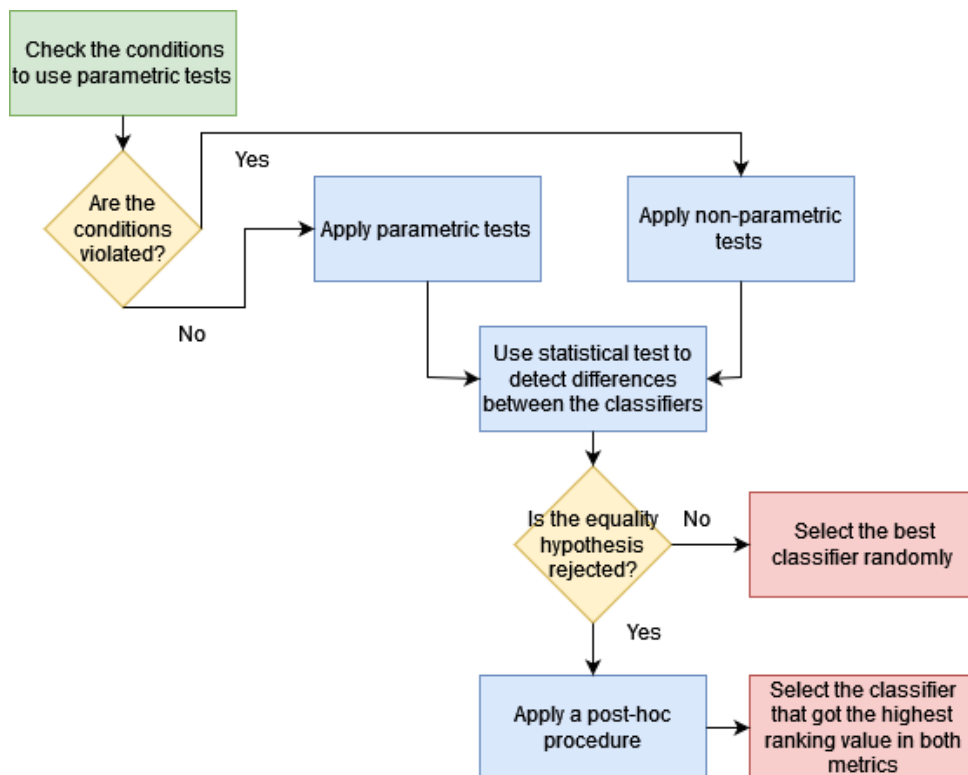 Check the conditions
to use parametric tests
Yes
Are the
conditions
violated?
Apply parametric tests
Apply non-parametric
tests
No
Use statistical test to
detect differences
between the classifiers
Is the equality
hypothesis
rejected?
No
Select the best
classifier randomly
Yes
Apply a post-hoc
procedure
Select the classifier
that got the highest
ranking value in both
metrics